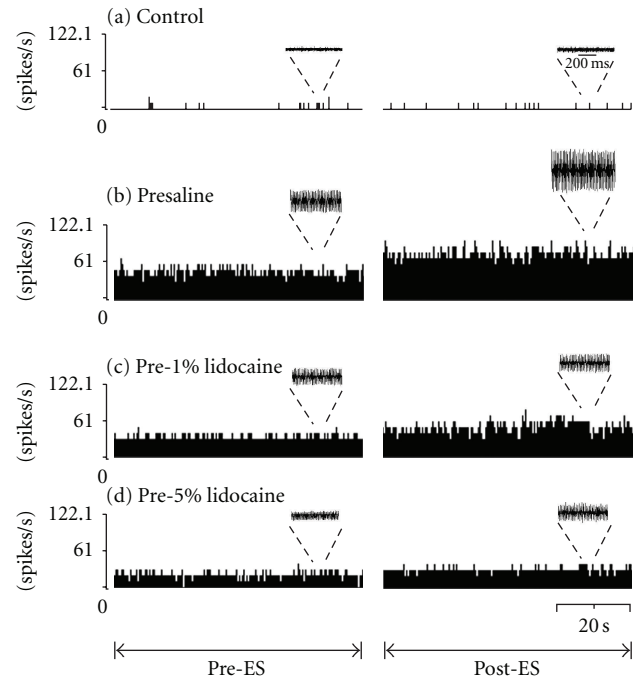 (a) Control
(spikes/s)
122.1
61
0
200 ms
(b) Presaline
(spikes/s)
122.1
61
0
(c) Pre-1% lidocaine
(spikes/s)
122.1
61
0
(d) Pre-5% lidocaine
(spikes/s)
122.1
61
0
20 s
Pre-ES
Post-ES